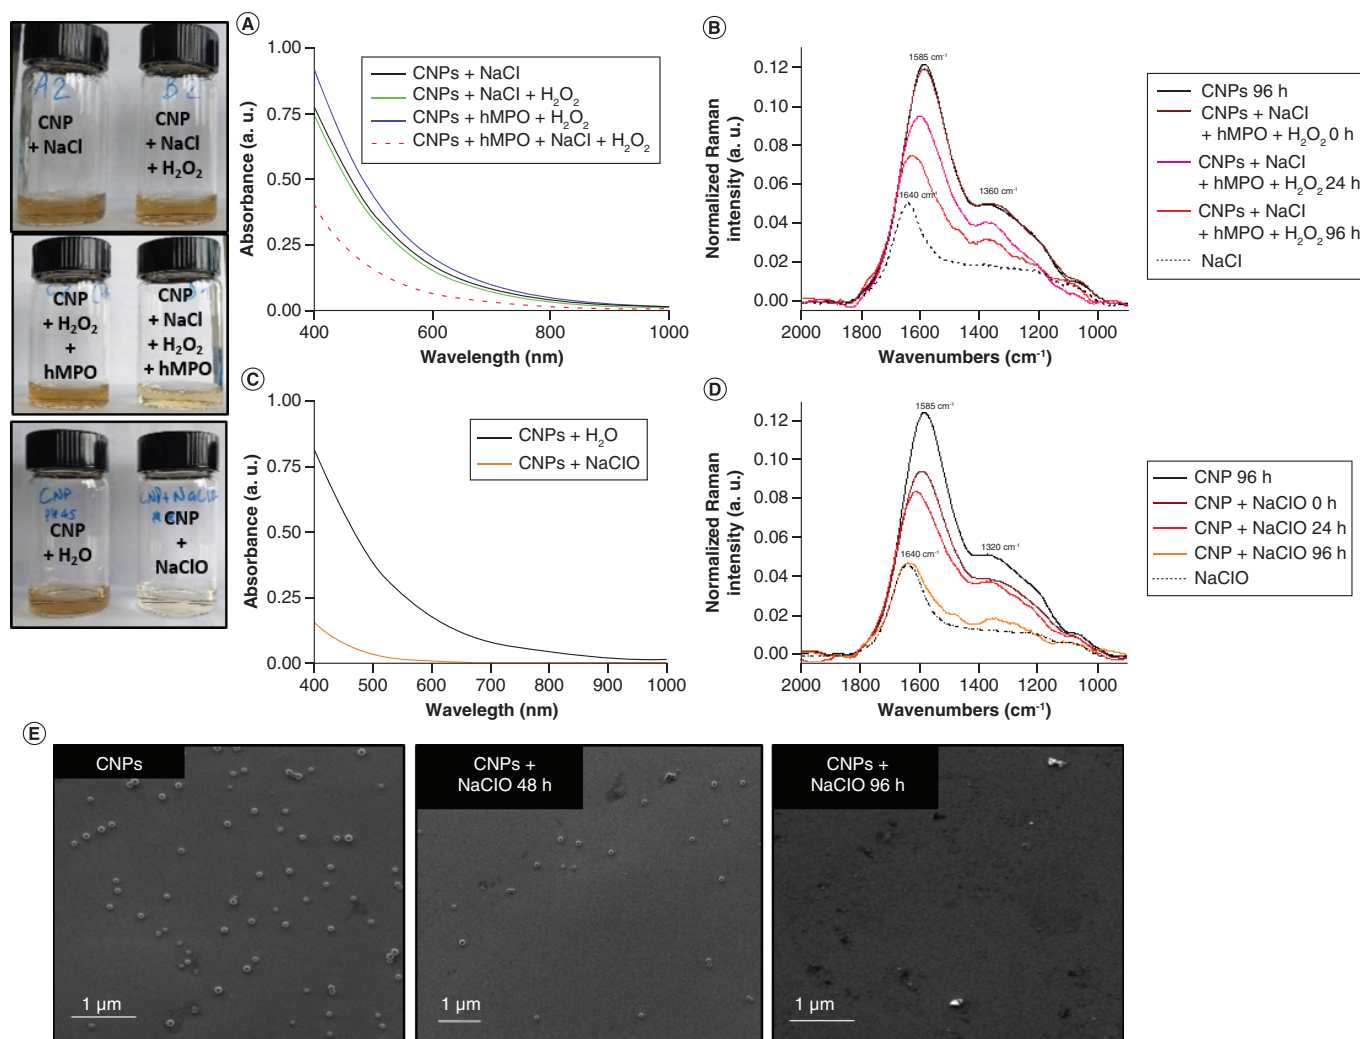 A2
CNP
+ NaCl
B2
CNP
+ NaCl
+ H₂O₂
CNP
+ H₂O₂
+
hMPO
CNP
+ NaCl
+ H₂O₂
+ hMPO
CNP
CNP
+ H₂O
CNP+NaClO
CNP
+
NaClO
A
Absorbance (a. u.)
1.00
0.75
0.50
0.25
0.00
400
600
800
1000
Wavelength (nm)
CNPs + NaCl
CNPs + NaCl + H₂O₂
CNPs + hMPO + H₂O₂
CNPs + hMPO + NaCl + H₂O₂
B
Normalized Raman
intensity (a. u.)
0.12
0.10
0.08
0.06
0.04
0.02
0.00
1585 cm⁻¹
1640 cm⁻¹
1360 cm⁻¹
2000
1800
1600
1400
1200
1000
Wavenumbers (cm⁻¹)
CNPs 96 h
CNPs + NaCl
+ hMPO + H₂O₂ 0 h
CNPs + NaCl
+ hMPO + H₂O₂ 24 h
CNPs + NaCl
+ hMPO + H₂O₂ 96 h
NaCl
C
Absorbance (a. u.)
1.00
0.75
0.50
0.25
0.00
400
500
600
700
800
900
1000
Wavelegth (nm)
CNPs + H₂O
CNPs + NaClO
D
Normalized Raman
intensity (a. u.)
0.12
0.10
0.08
0.06
0.04
0.02
0.00
1585 cm⁻¹
1640 cm⁻¹
1320 cm⁻¹
2000
1800
1600
1400
1200
1000
Wavenumbers (cm⁻¹)
CNP 96 h
CNP + NaClO 0 h
CNP + NaClO 24 h
CNP + NaClO 96 h
NaClO
E
CNPs
1 µm
CNPs +
NaClO 48 h
1 µm
CNPs +
NaClO 96 h
1 µm